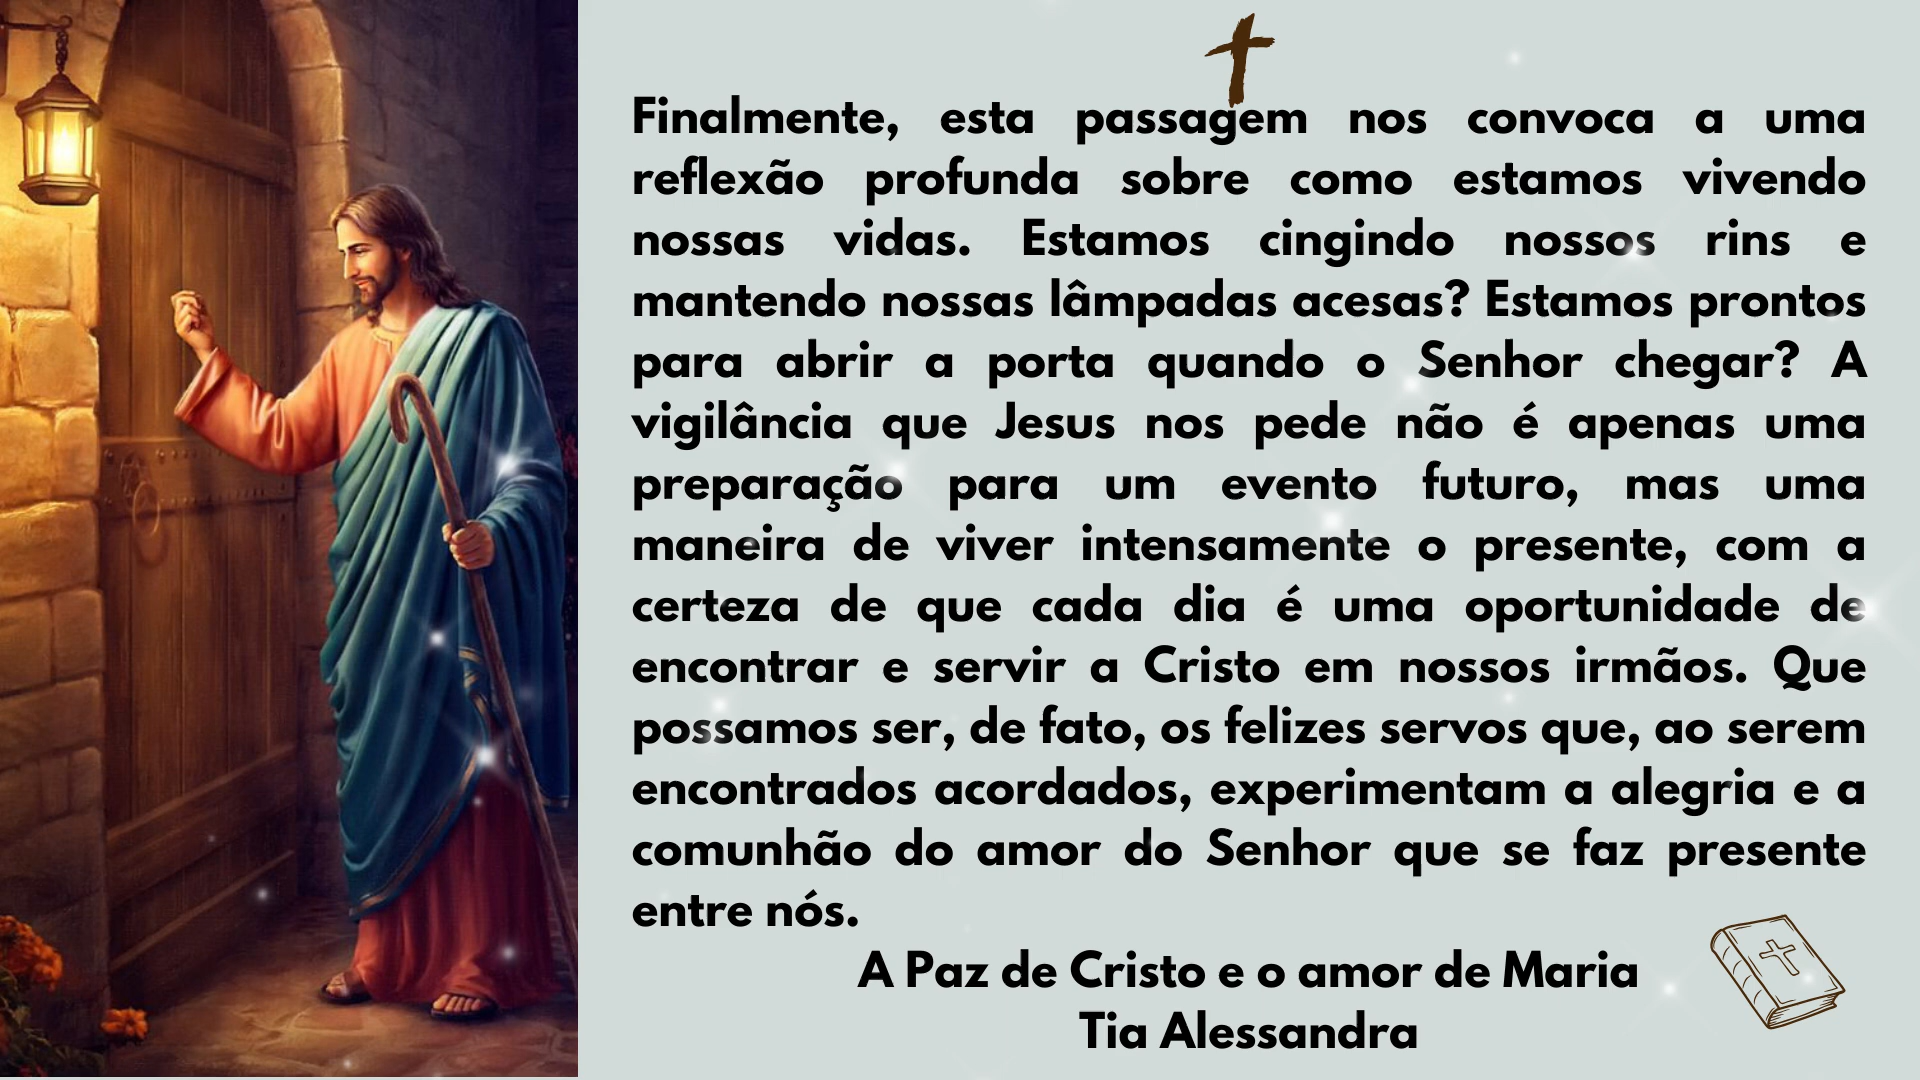 Finalmente, esta passagem nos convoca a uma
reflexão profunda sobre como estamos vivendo
nossas vidas. Estamos cingindo nossos rins e
mantendo nossas lâmpadas acesas? Estamos prontos
para abrir a porta quando o Senhor chegar? A
vigilância que Jesus nos pede não é apenas uma
preparação para um evento futuro, mas uma
maneira de viver intensamente o presente, com a
certeza de que cada dia é uma oportunidade de
encontrar e servir a Cristo em nossos irmãos. Que
possamos ser, de fato, os felizes servos que, ao serem
encontrados acordados, experimentam a alegria e a
comunhão do amor do Senhor que se faz presente
entre nós.
A Paz de Cristo e o amor de Maria
Tia Alessandra